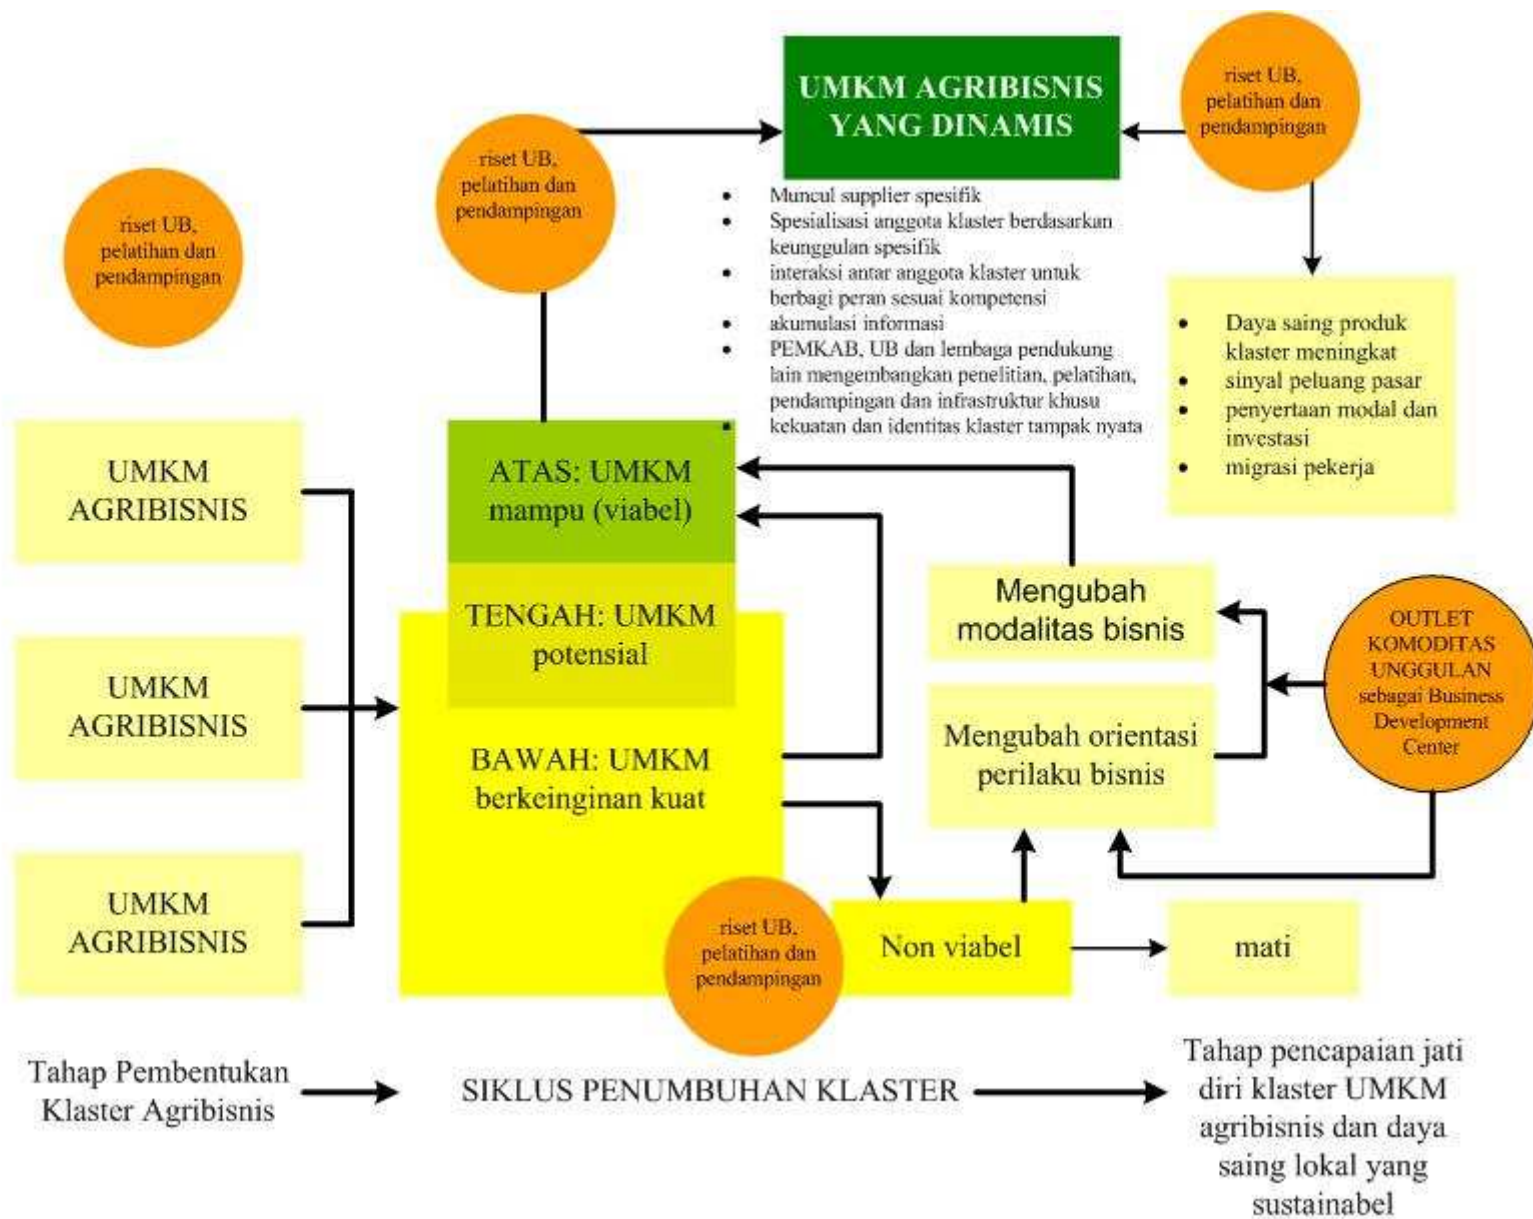 riset UB,
pelatihan dan
pendampingan
riset UB,
pelatihan dan
pendampingan
UMKM AGRIBISNIS
YANG DINAMIS
riset UB,
pelatihan dan
pendampingan
• Muncul supplier spesifik
• Spesialisasi anggota klaster berdasarkan
keunggulan spesifik
• interaksi antar anggota klaster untuk
berbagi peran sesuai kompetensi
• akumulasi informasi
• PEMKAB, UB dan lembaga pendukung
lain mengembangkan penelitian, pelatihan,
pendampingan dan infrastruktur khusu
• kekuatan dan identitas klaster tampak nyata
• Daya saing produk
klaster meningkat
• sinyal peluang pasar
• penyertaan modal dan
investasi
• migrasi pekerja
UMKM
AGRIBISNIS
UMKM
AGRIBISNIS
UMKM
AGRIBISNIS
ATAS: UMKM
mampu (viabel)
TENGAH: UMKM
potensial
BAWAH: UMKM
berkeinginan kuat
riset UB,
pelatihan dan
pendampingan
Mengubah
modalitas bisnis
Mengubah orientasi
perilaku bisnis
OUTLET
KOMODITAS
UNGGULAN
sebagai Business
Development
Center
Non viabel
mati
Tahap Pembentukan
Klaster Agribisnis
SIKLUS PENUMBUHAN KLASTER
Tahap pencapaian jati
diri klaster UMKM
agribisnis dan daya
saing lokal yang
sustainabel